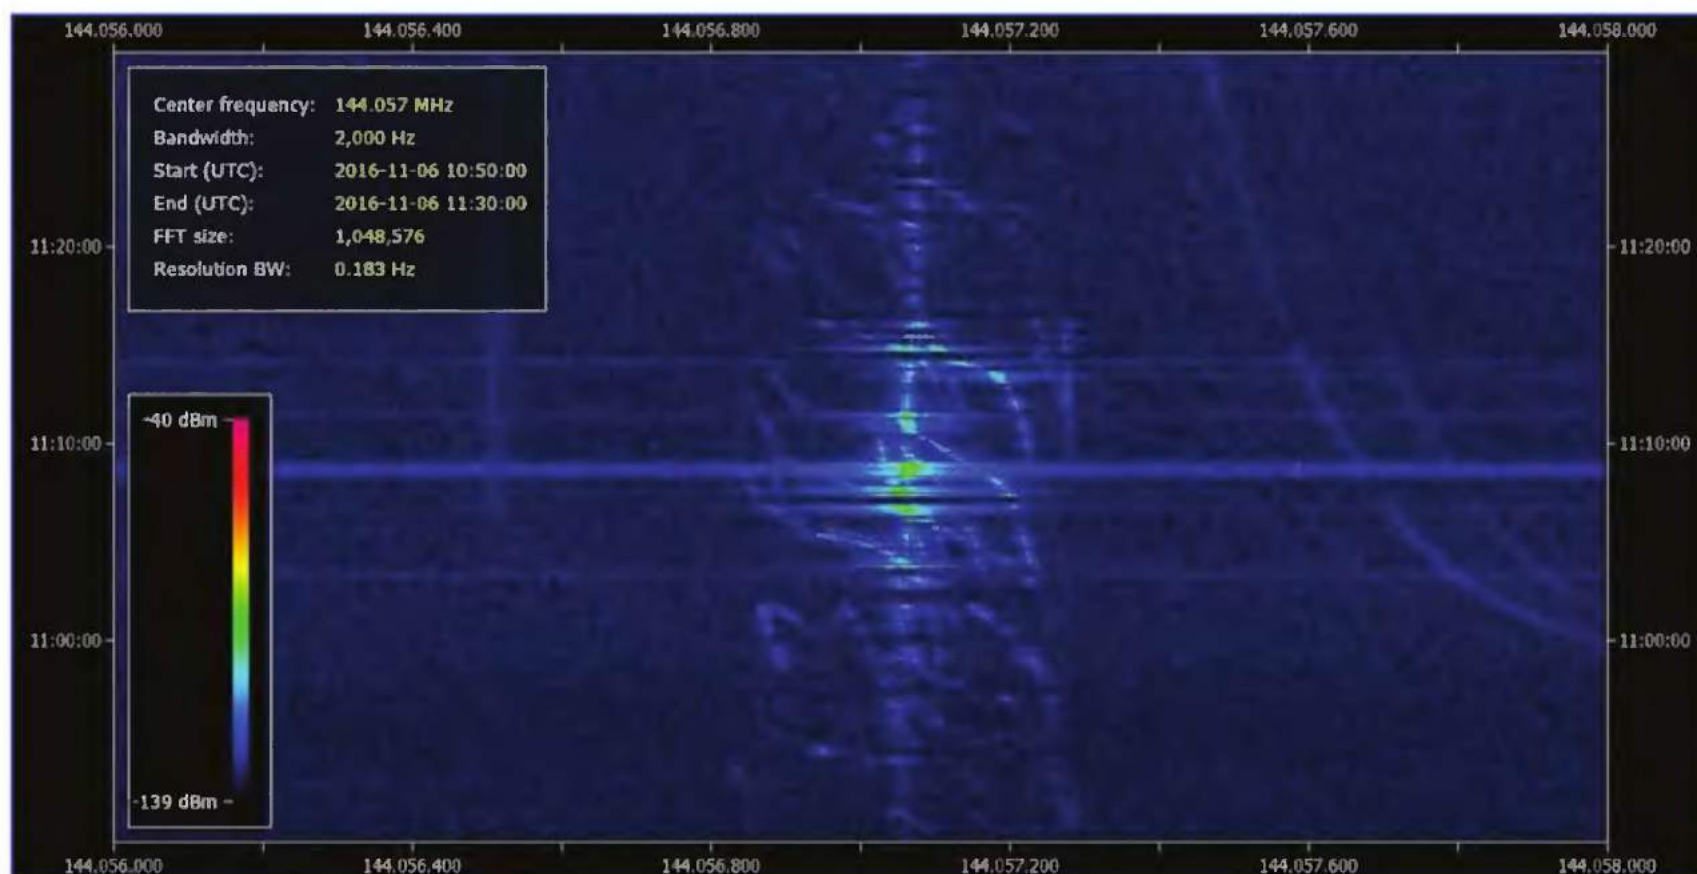 144.056.000 144.056.400 144.056.800 144.057.200 144.057.600 144.058.000
Center frequency: 144.057 MHz
Bandwidth: 2,000 Hz
Start (UTC): 2016-11-06 10:50:00
End (UTC): 2016-11-06 11:30:00
FFT size: 1,048,576
Resolution BW: 0.183 Hz
11:20:00 11:20:00
-40 dBm
11:10:00 11:10:00
11:00:00 11:00:00
-139 dBm
144.056.000 144.056.400 144.056.800 144.057.200 144.057.600 144.058.000